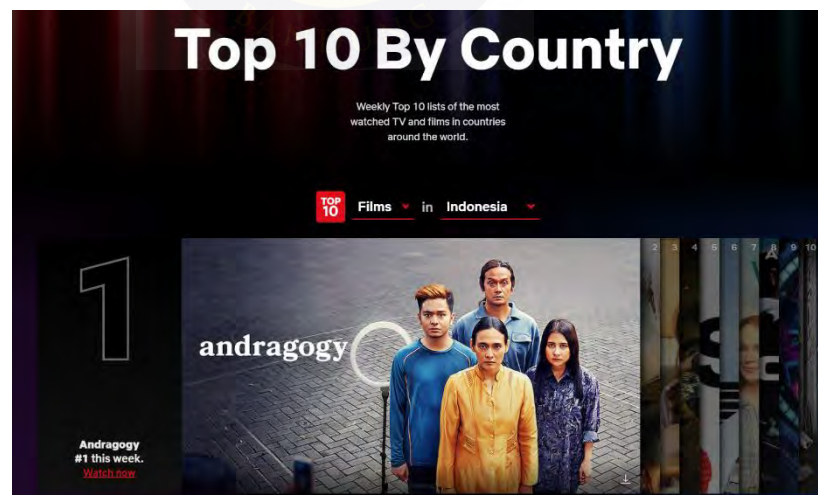 Top 10 By Country
Weekly Top 10 lists of the most
watched TV and films in countries
around the world.
TOP
10
Films in Indonesia
1
2 3 4 5 6 7 8 9 10
andragogy
Andragogy
#1 this week.
Watch now